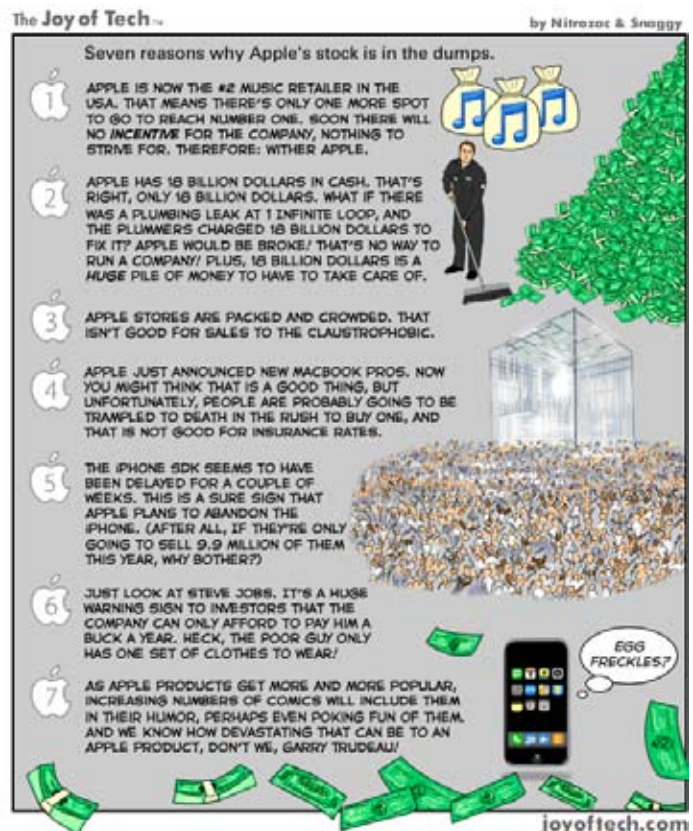 The Joy of Tech™
by Nitrozac & Snaggy
Seven reasons why Apple's stock is in the dumps.
1
APPLE IS NOW THE #2 MUSIC RETAILER IN THE
USA. THAT MEANS THERE'S ONLY ONE MORE SPOT
TO GO TO REACH NUMBER ONE. SOON THERE WILL
NO INCENTIVE FOR THE COMPANY, NOTHING TO
STRIVE FOR. THEREFORE: WITHER APPLE.
2
APPLE HAS 18 BILLION DOLLARS IN CASH. THAT'S
RIGHT, ONLY 18 BILLION DOLLARS. WHAT IF THERE
WAS A PLUMBING LEAK AT 1 INFINITE LOOP, AND
THE PLUMMERS CHARGED 18 BILLION DOLLARS TO
FIX IT? APPLE WOULD BE BROKE! THAT'S NO WAY TO
RUN A COMPANY! PLUS, 18 BILLION DOLLARS IS A
HUGE PILE OF MONEY TO HAVE TO TAKE CARE OF.
3
APPLE STORES ARE PACKED AND CROWDED. THAT
ISN'T GOOD FOR SALES TO THE CLAUSTROPHOBIC.
4
APPLE JUST ANNOUNCED NEW MACBOOK PROS. NOW
YOU MIGHT THINK THAT IS A GOOD THING, BUT
UNFORTUNATELY, PEOPLE ARE PROBABLY GOING TO BE
TRAMPLED TO DEATH IN THE RUSH TO BUY ONE, AND
THAT IS NOT GOOD FOR INSURANCE RATES.
5
THE iPHONE SDK SEEMS TO HAVE
BEEN DELAYED FOR A COUPLE OF
WEEKS. THIS IS A SURE SIGN THAT
APPLE PLANS TO ABANDON THE
iPHONE. (AFTER ALL, IF THEY'RE ONLY
GOING TO SELL 9.9 MILLION OF THEM
THIS YEAR, WHY BOTHER?)
6
JUST LOOK AT STEVE JOBS. IT'S A HUGE
WARNING SIGN TO INVESTORS THAT THE
COMPANY CAN ONLY AFFORD TO PAY HIM A
BUCK A YEAR. HECK, THE POOR GUY ONLY
HAS ONE SET OF CLOTHES TO WEAR!
7
AS APPLE PRODUCTS GET MORE AND MORE POPULAR,
INCREASING NUMBERS OF COMICS WILL INCLUDE THEM
IN THEIR HUMOR, PERHAPS EVEN POKING FUN OF THEM.
AND WE KNOW HOW DEVASTATING THAT CAN BE TO AN
APPLE PRODUCT, DON'T WE, GARRY TRUDEAU!
EGG
FRECKLES?
joyoftech.com